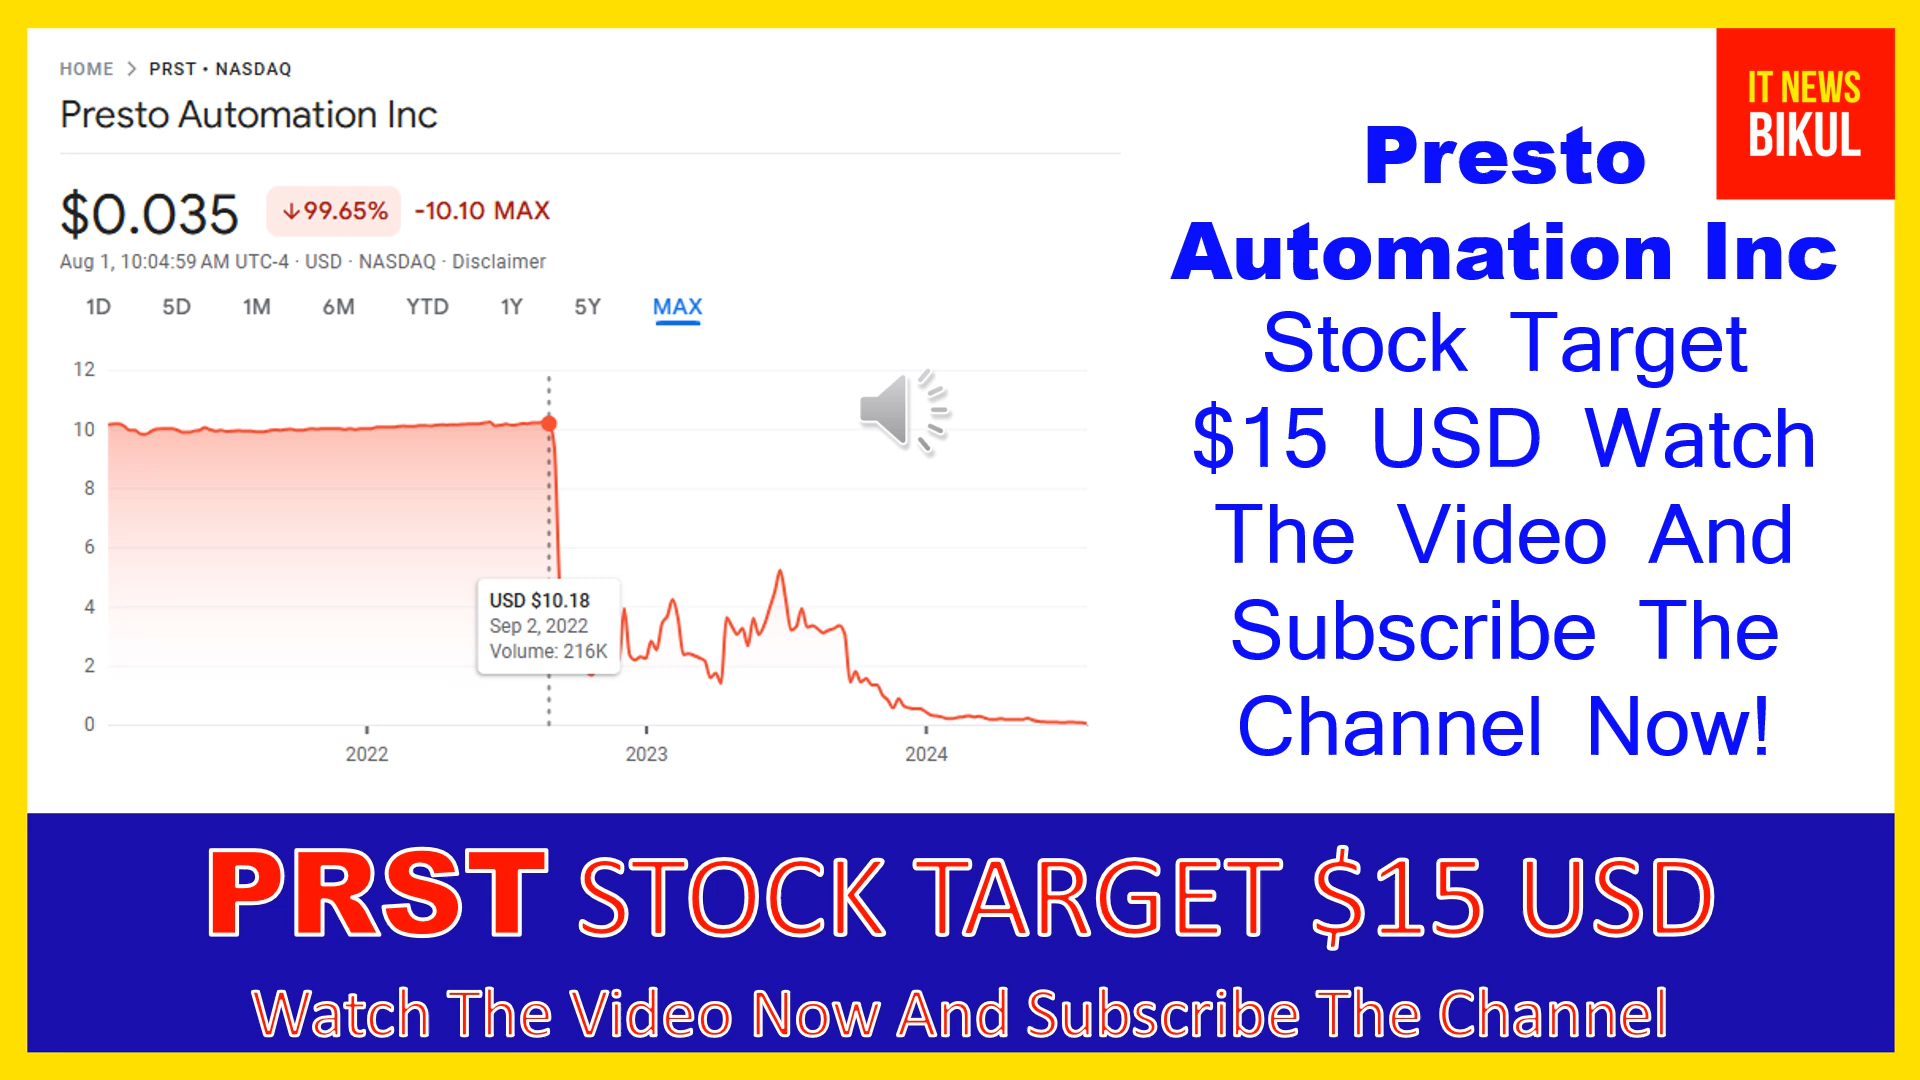 HOME > PRST • NASDAQ
Presto Automation Inc
$0.035 ↓99.65% -10.10 MAX
Aug 1, 10:04:59 AM UTC-4 · USD · NASDAQ · Disclaimer
1D 5D 1M 6M YTD 1Y 5Y MAX
12
10
8
6
4
2
0
USD $10.18
Sep 2, 2022
Volume: 216K
2022 2023 2024
IT NEWS
BIKUL
Presto
Automation Inc
Stock Target
$15 USD Watch
The Video And
Subscribe The
Channel Now!
PRST STOCK TARGET $15 USD
Watch The Video Now And Subscribe The Channel